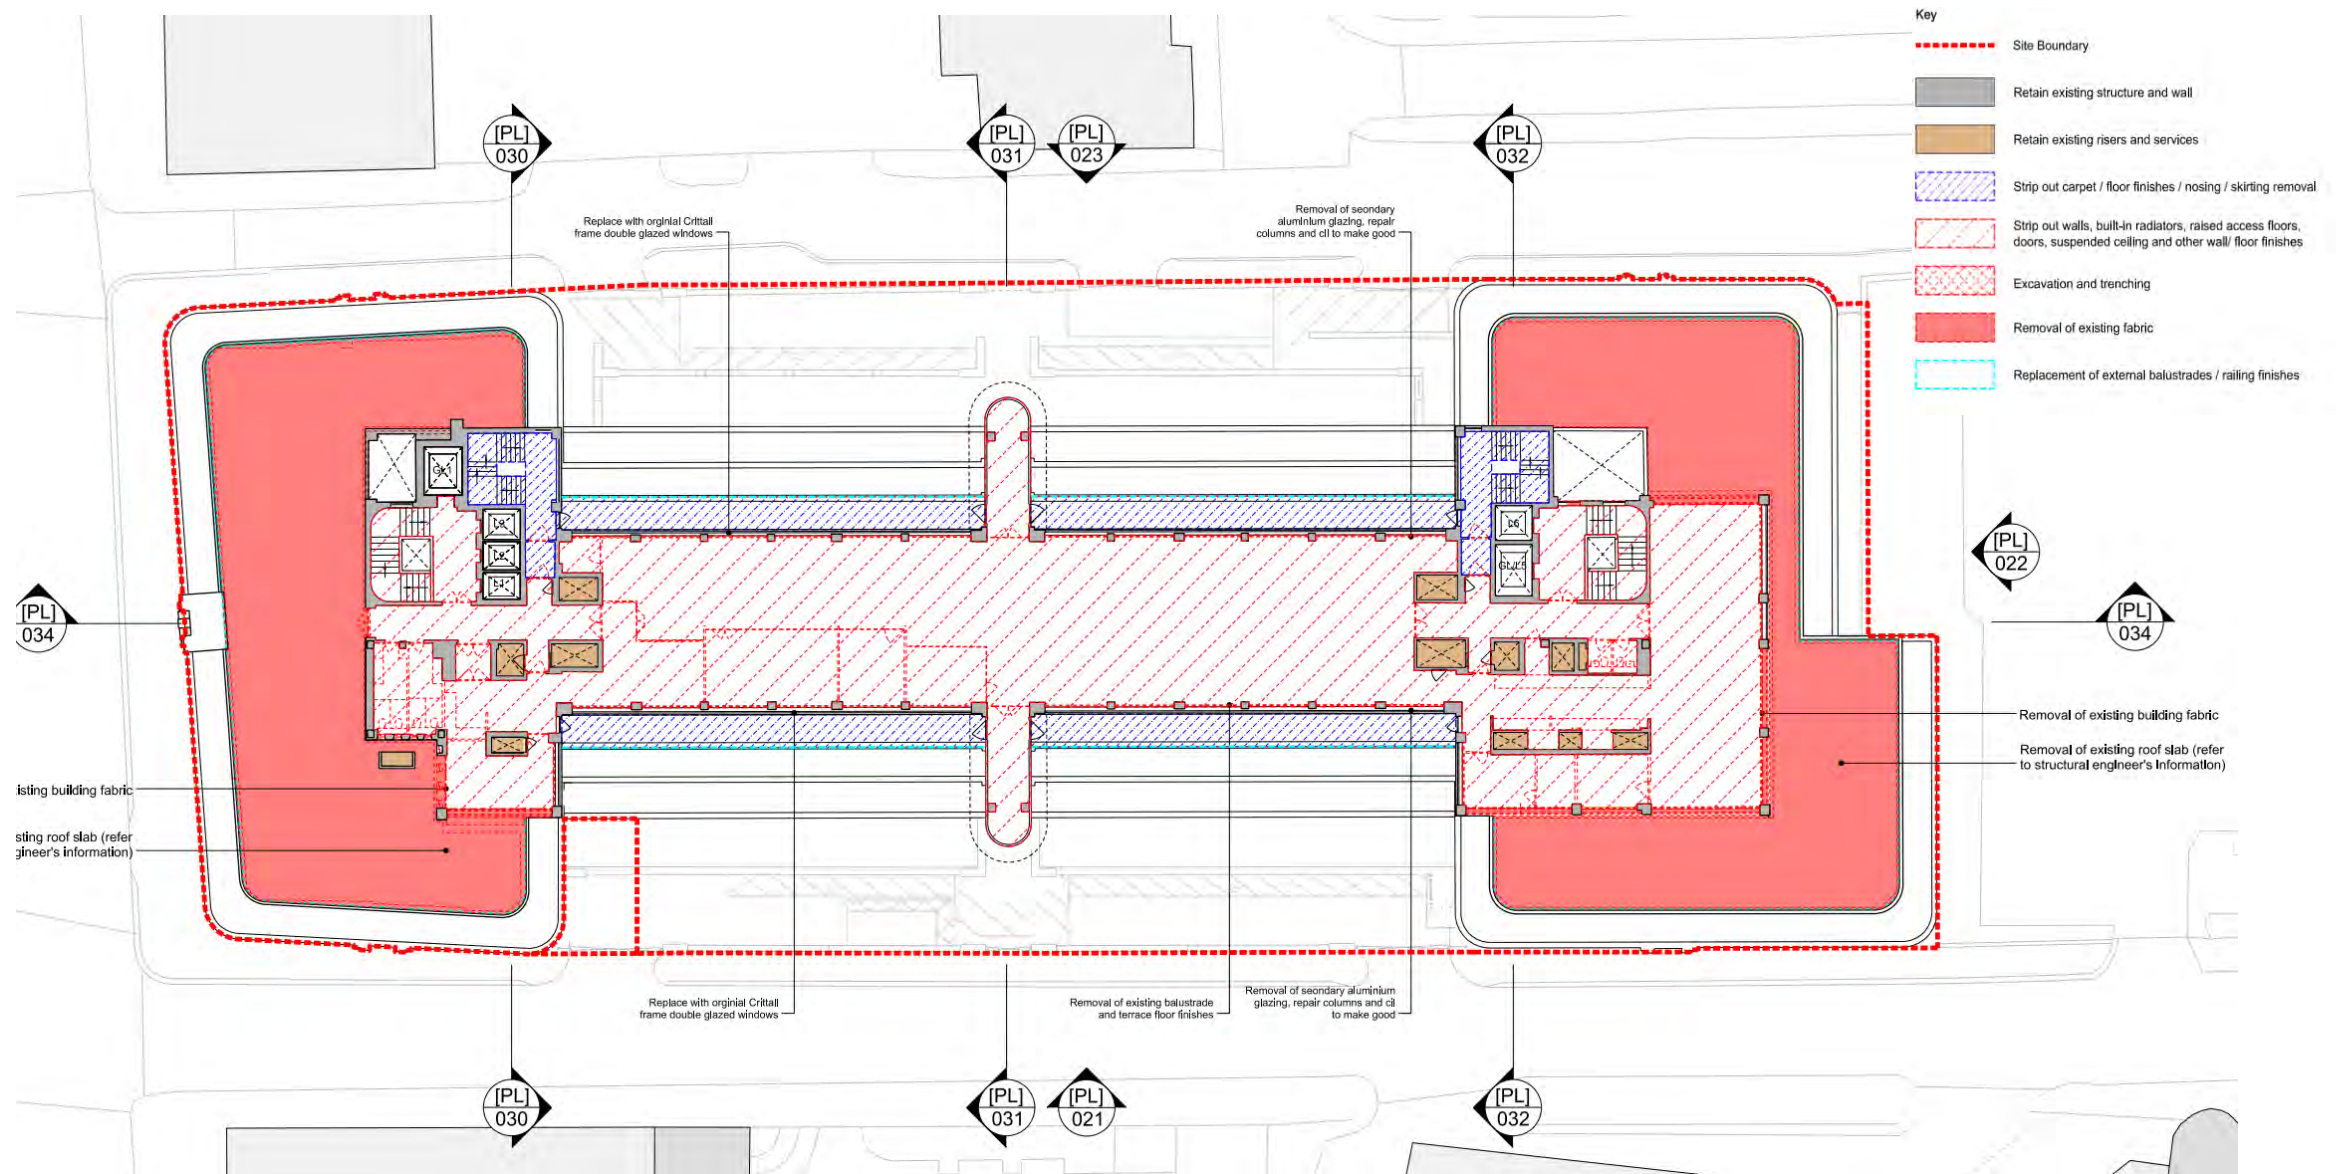 Key
Site Boundary
Retain existing structure and wall
Retain existing risers and services
Strip out carpet / floor finishes / nosing / skirting removal
Strip out walls, built-in radiators, raised access floors,
doors, suspended ceiling and other wall/ floor finishes
Excavation and trenching
Removal of existing fabric
Replacement of external balustrades / railing finishes
[PL]
030
[PL]
031
[PL]
023
[PL]
032
Replace with orginial Crittall
frame double glazed windows
Removal of seondary
aluminium glazing, repair
columns and cil to make good
[PL]
022
[PL]
034
[PL]
034
L6
Removal of existing building fabric
Removal of existing roof slab (refer
to structural engineer's information)
isting building fabric
sting roof slab (refer
gineer's information)
Replace with orginial Crittall
frame double glazed windows
Removal of existing balustrade
and terrace floor finishes
Removal of seondary aluminium
glazing, repair columns and cil
to make good
[PL]
030
[PL]
031
[PL]
021
[PL]
032